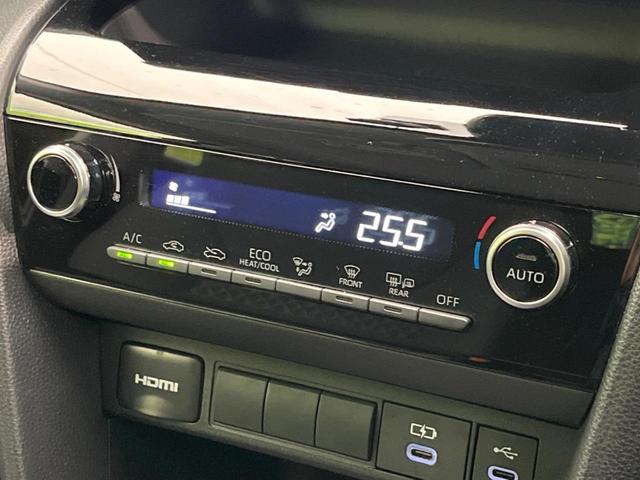 25.5
A/C
ECO
HEAT/COOL
FRONT
REAR
OFF
AUTO
HDMI